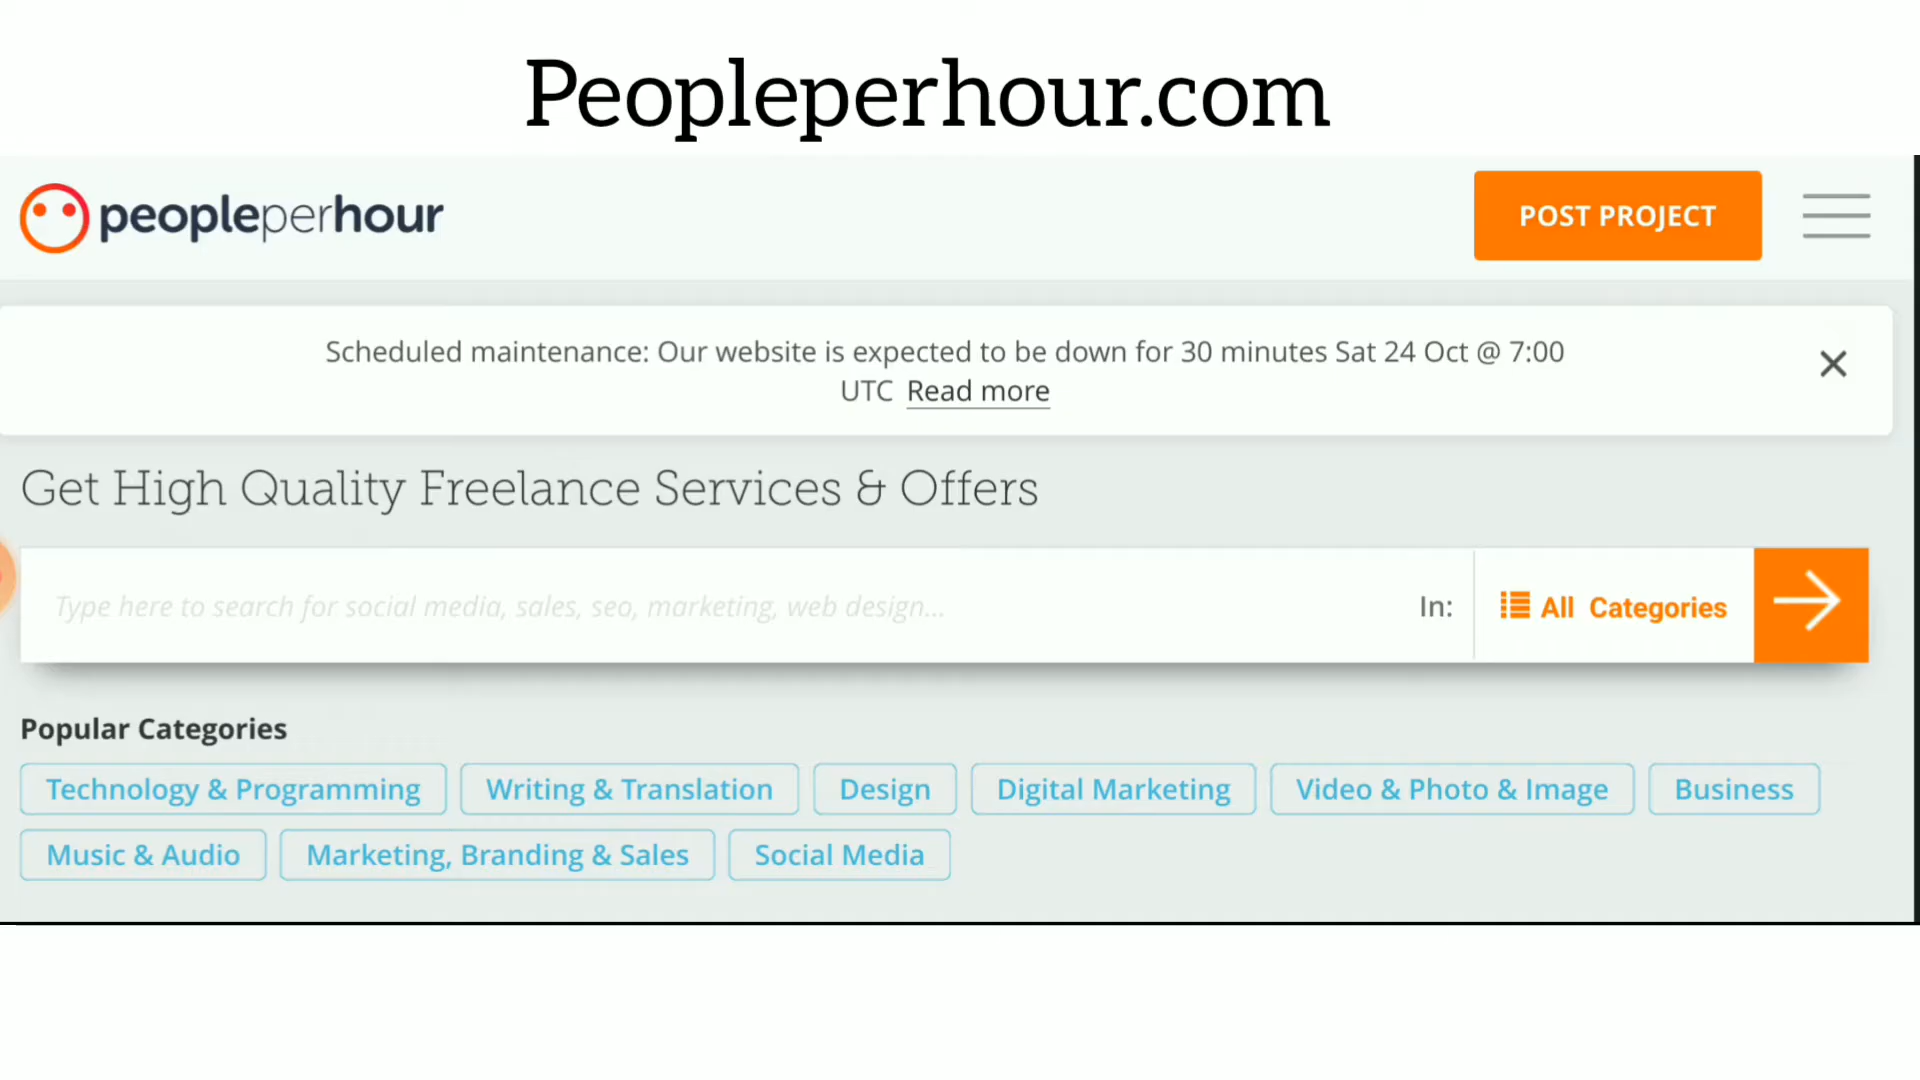 Peopleperhour.com
peopleperhour
POST PROJECT
Scheduled maintenance: Our website is expected to be down for 30 minutes Sat 24 Oct @ 7:00
UTC Read more
Get High Quality Freelance Services & Offers
Type here to search for social media, sales, seo, marketing, web design...
In:
All Categories
Popular Categories
Technology & Programming
Writing & Translation
Design
Digital Marketing
Video & Photo & Image
Business
Music & Audio
Marketing, Branding & Sales
Social Media